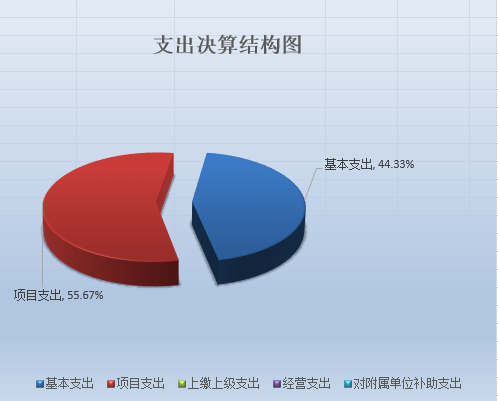 支出决算结构图
基本支出, 44.33%
项目支出, 55.67%
基本支出 项目支出 上缴上级支出 经营支出 对附属单位补助支出